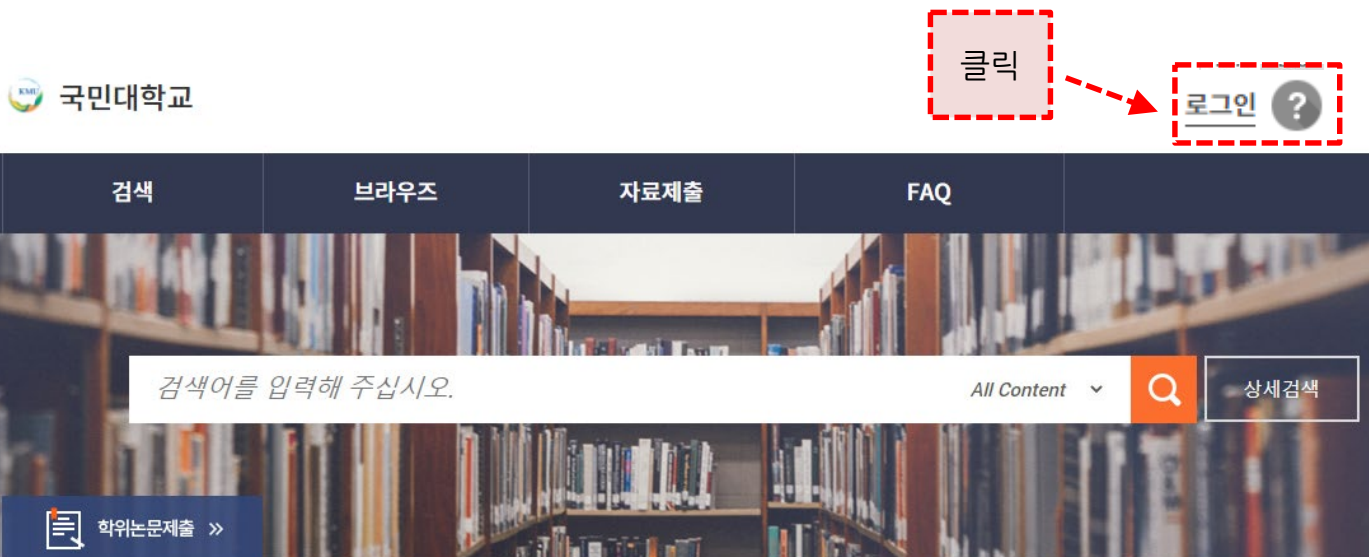 클릭
KMU 국민대학교
로그인 ?
검색 브라우즈 자료제출 FAQ
검색어를 입력해 주십시오. All Content 상세검색
학위논문제출 »